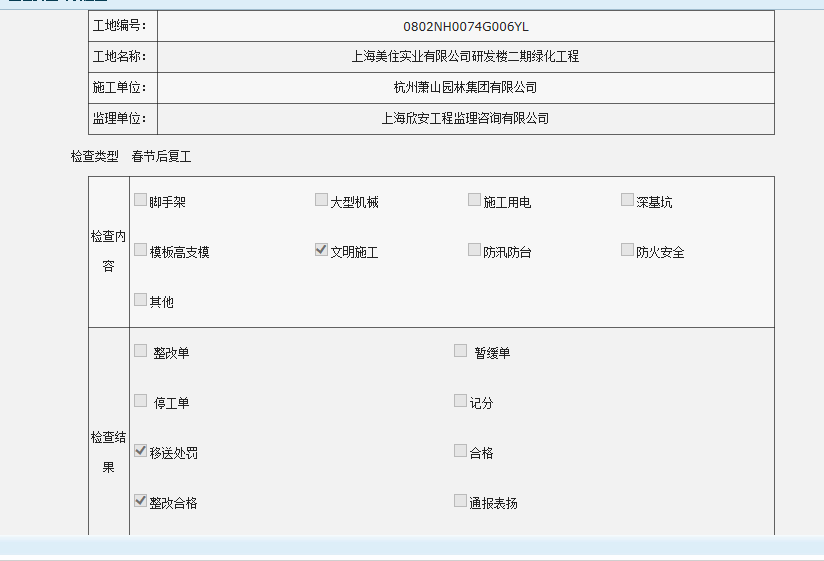 工地编号： 0802NH0074G006YL
工地名称： 上海美住实业有限公司研发楼二期绿化工程
施工单位： 杭州萧山园林集团有限公司
监理单位： 上海欣安工程监理咨询有限公司
检查类型 春节后复工
脚手架 大型机械 施工用电 深基坑
检查内容
模板高支模 文明施工 防汛防台 防火安全
其他
整改单 暂缓单
停工单 记分
检查结果
移送处罚 合格
整改合格 通报表扬